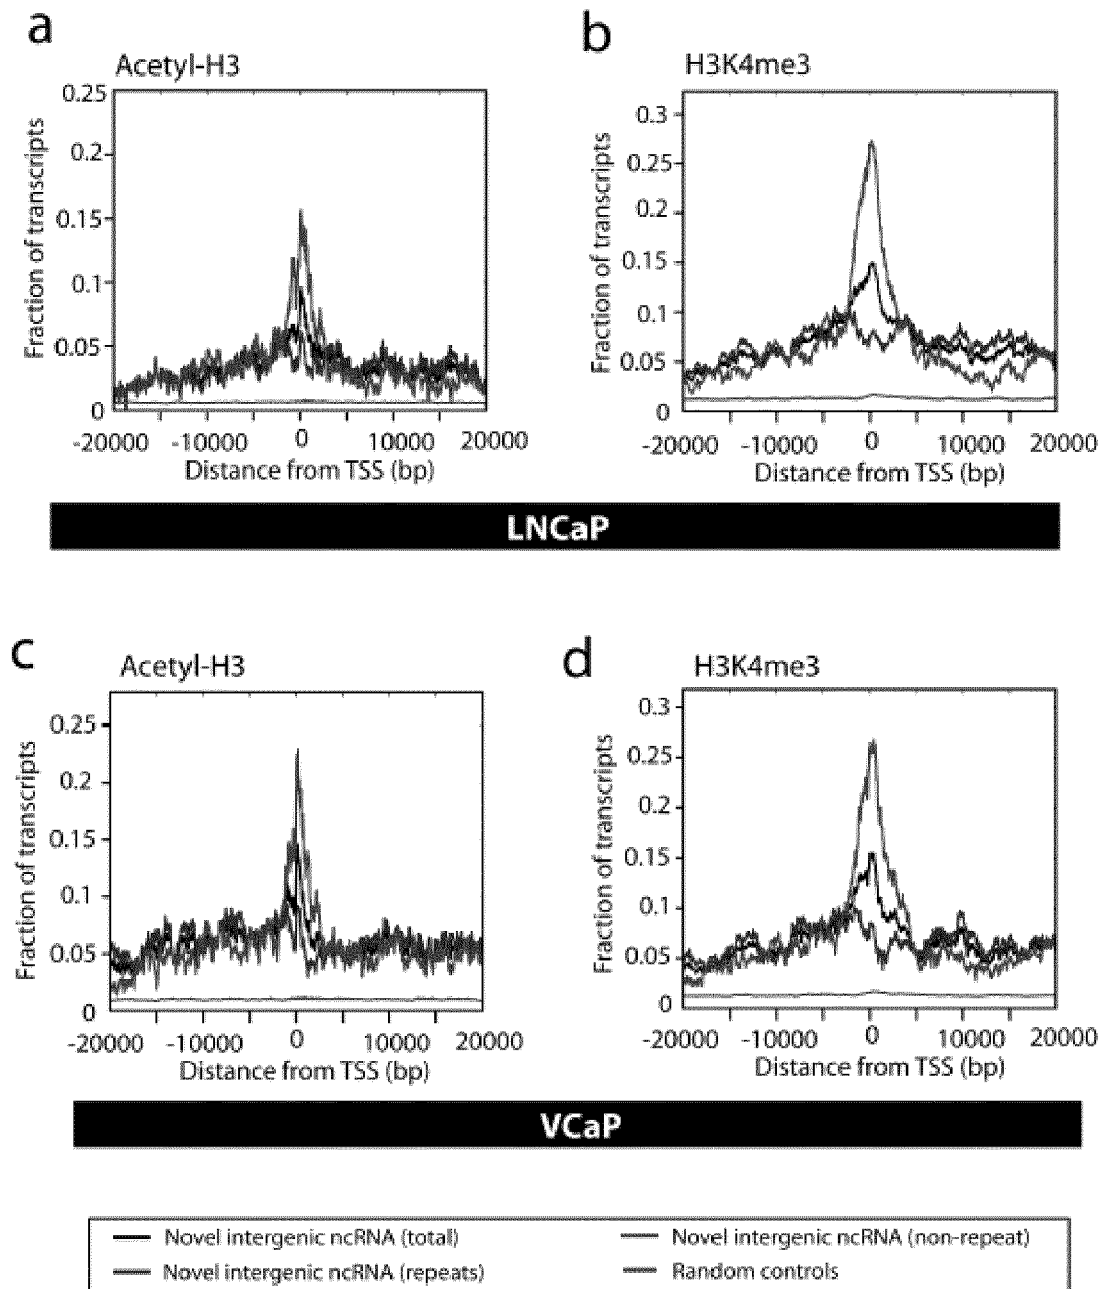 a
Acetyl-H3
0.25
0.2
0.15
0.1
0.05
0
Fraction of transcripts
-20000 -10000 0 10000 20000
Distance from TSS (bp)
b
H3K4me3
0.3
0.25
0.2
0.15
0.1
0.05
0
Fraction of transcripts
-20000 -10000 0 10000 20000
Distance from TSS (bp)
LNCaP
c
Acetyl-H3
0.25
0.2
0.15
0.1
0.05
0
Fraction of transcripts
-20000 -10000 0 10000 20000
Distance from TSS (bp)
d
H3K4me3
0.3
0.25
0.2
0.15
0.1
0.05
0
Fraction of transcripts
-20000 -10000 0 10000 20000
Distance from TSS (bp)
VCaP
Novel intergenic ncRNA (total)
Novel intergenic ncRNA (non-repeat)
Novel intergenic ncRNA (repeats)
Random controls